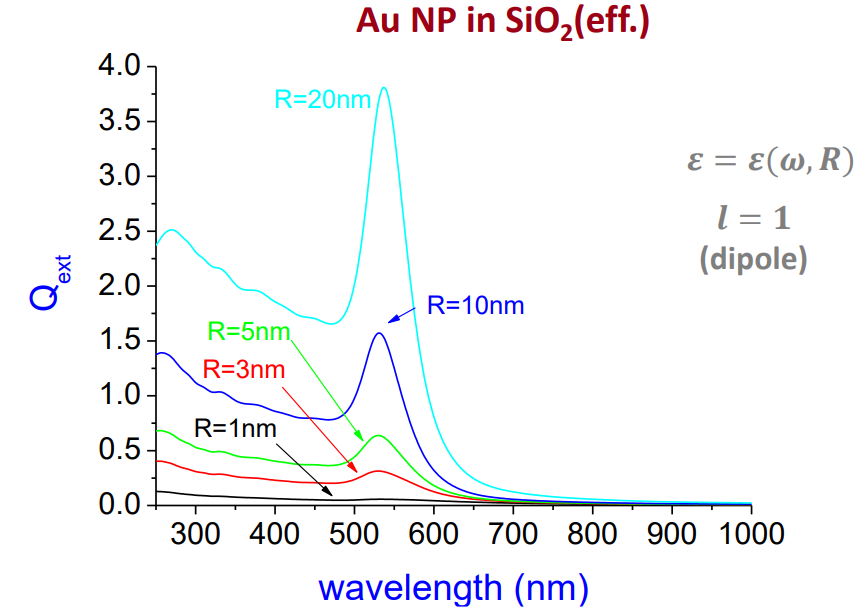 Au NP in SiO₂(eff.)
4.0
3.5
3.0
2.5
2.0
1.5
1.0
0.5
0.0
Qext
R=20nm
R=10nm
R=5nm
R=3nm
R=1nm
ε = ε(ω, R)
l = 1
(dipole)
300 400 500 600 700 800 900 1000
wavelength (nm)